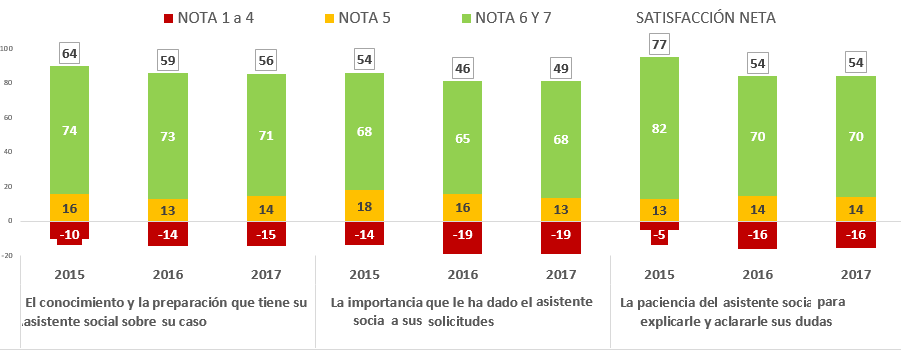 NOTA 1 a 4 NOTA 5 NOTA 6 Y 7 SATISFACCIÓN NETA
77
64 59 56 54 46 49 54 54
100
80
60
40
20
0
-20
74 73 71 68 65 68 82 70 70
16 13 14 18 16 13 13 14 14
-10 -14 -15 -14 -19 -19 -5 -16 -16
2015 2016 2017 2015 2016 2017 2015 2016 2017
El conocimiento y la preparación que tiene su
asistente social sobre su caso
La importancia que le ha dado el asistente
socia a sus solicitudes
La paciencia del asistente socia para
explicarle y aclararle sus dudas